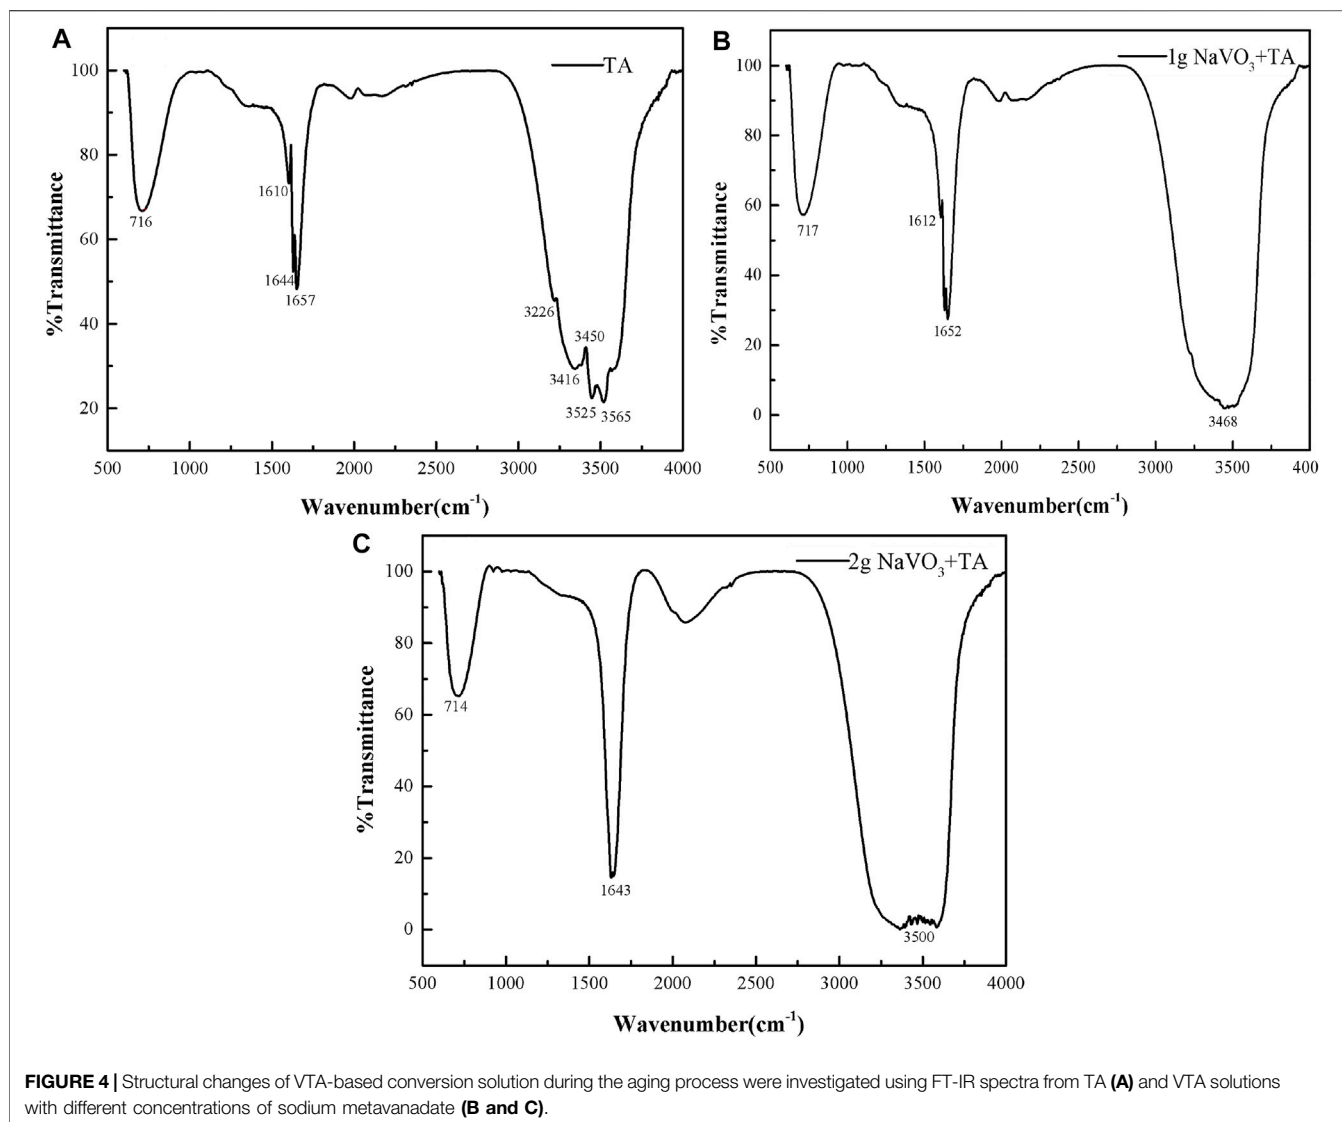 A
TA
100
80
60
40
20
%Transmittance
716
1610
1644
1657
3226
3416
3450
3525
3565
500 1000 1500 2000 2500 3000 3500 4000
Wavenumber(cm⁻¹)
B
1g NaVO₃+TA
100
80
60
40
20
0
%Transmittance
717
1612
1652
3468
500 1000 1500 2000 2500 3000 3500 400
Wavenumber(cm⁻¹)
C
2g NaVO₃+TA
100
80
60
40
20
0
%Transmittance
714
1643
3500
500 1000 1500 2000 2500 3000 3500 4000
Wavenumber(cm⁻¹)
FIGURE 4 | Structural changes of VTA-based conversion solution during the aging process were investigated using FT-IR spectra from TA (A) and VTA solutions
with different concentrations of sodium metavanadate (B and C).